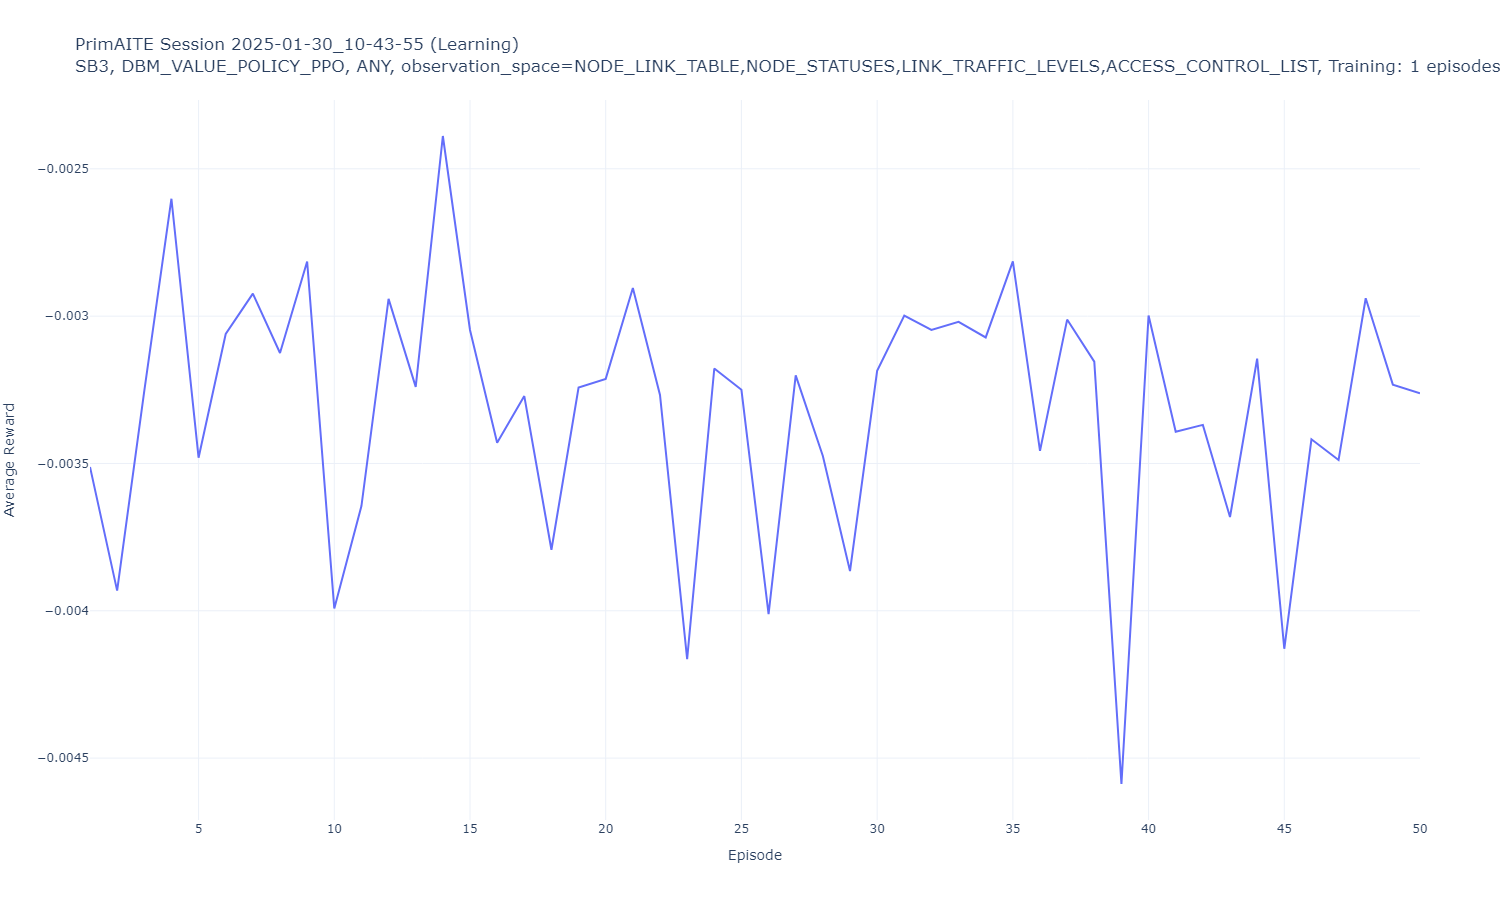 PrimAITE Session 2025-01-30_10-43-55 (Learning)
SB3, DBM_VALUE_POLICY_PPO, ANY, observation_space=NODE_LINK_TABLE,NODE_STATUSES,LINK_TRAFFIC_LEVELS,ACCESS_CONTROL_LIST, Training: 1 episodes
Average Reward
−0.0025
−0.003
−0.0035
−0.004
−0.0045
5 10 15 20 25 30 35 40 45 50
Episode